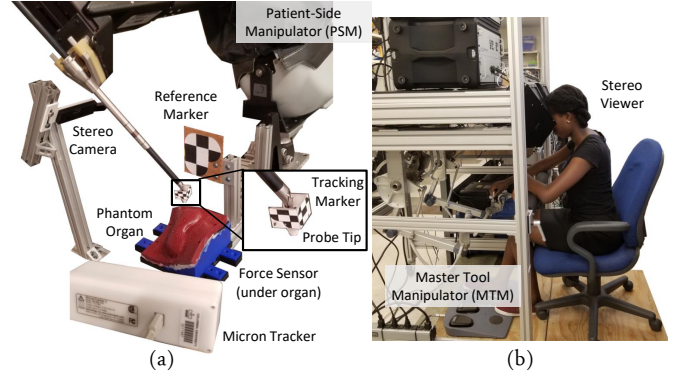 Patient-Side
Manipulator (PSM)
Reference
Marker
Stereo
Camera
Tracking
Marker
Phantom
Organ
Probe Tip
Force Sensor
(under organ)
Micron Tracker
(a)
Stereo
Viewer
Master Tool
Manipulator (MTM)
(b)